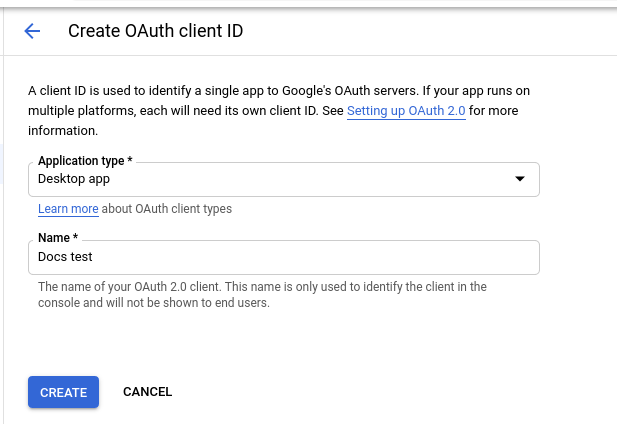 Create OAuth client ID
A client ID is used to identify a single app to Google's OAuth servers. If your app runs on
multiple platforms, each will need its own client ID. See Setting up OAuth 2.0 for more
information.
Application type *
Desktop app
Learn more about OAuth client types
Name *
Docs test
The name of your OAuth 2.0 client. This name is only used to identify the client in the
console and will not be shown to end users.
CREATE CANCEL